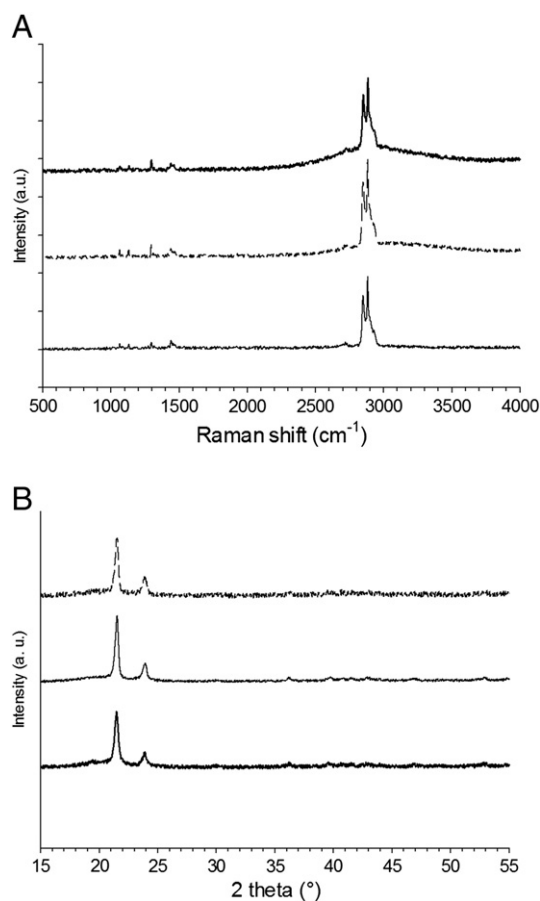 A
Intensity (a.u.)
500 1000 1500 2000 2500 3000 3500 4000
Raman shift (cm⁻¹)
B
Intensity (a. u.)
15 20 25 30 35 40 45 50 55
2 theta (°)